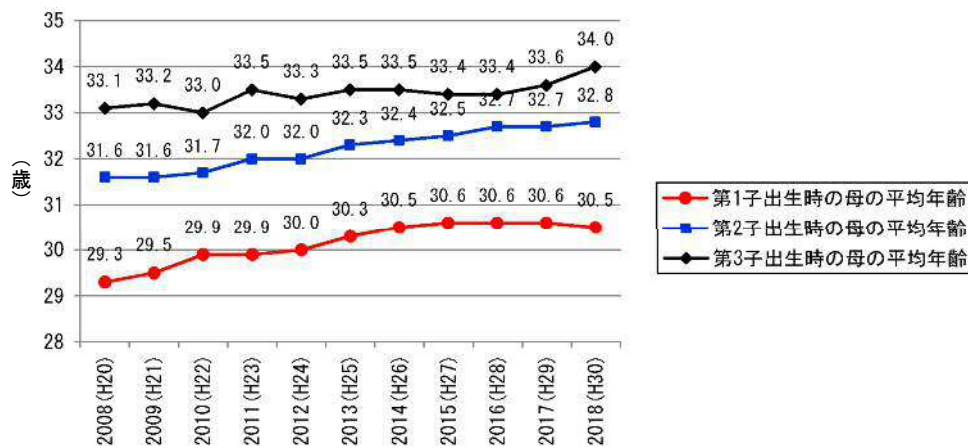 35
34
33
32
31
30
29
28
(歳)
33.1 33.2 33.0 33.5 33.3 33.5 33.5 33.4 33.4 33.6 34.0
31.6 31.6 31.7 32.0 32.0 32.3 32.4 32.5 32.7 32.7 32.8
29.3 29.5 29.9 29.9 30.0 30.3 30.5 30.6 30.6 30.6 30.5
2008(H20)
2009(H21)
2010(H22)
2011(H23)
2012(H24)
2013(H25)
2014(H26)
2015(H27)
2016(H28)
2017(H29)
2018(H30)
第1子出生時の母の平均年齢
第2子出生時の母の平均年齢
第3子出生時の母の平均年齢